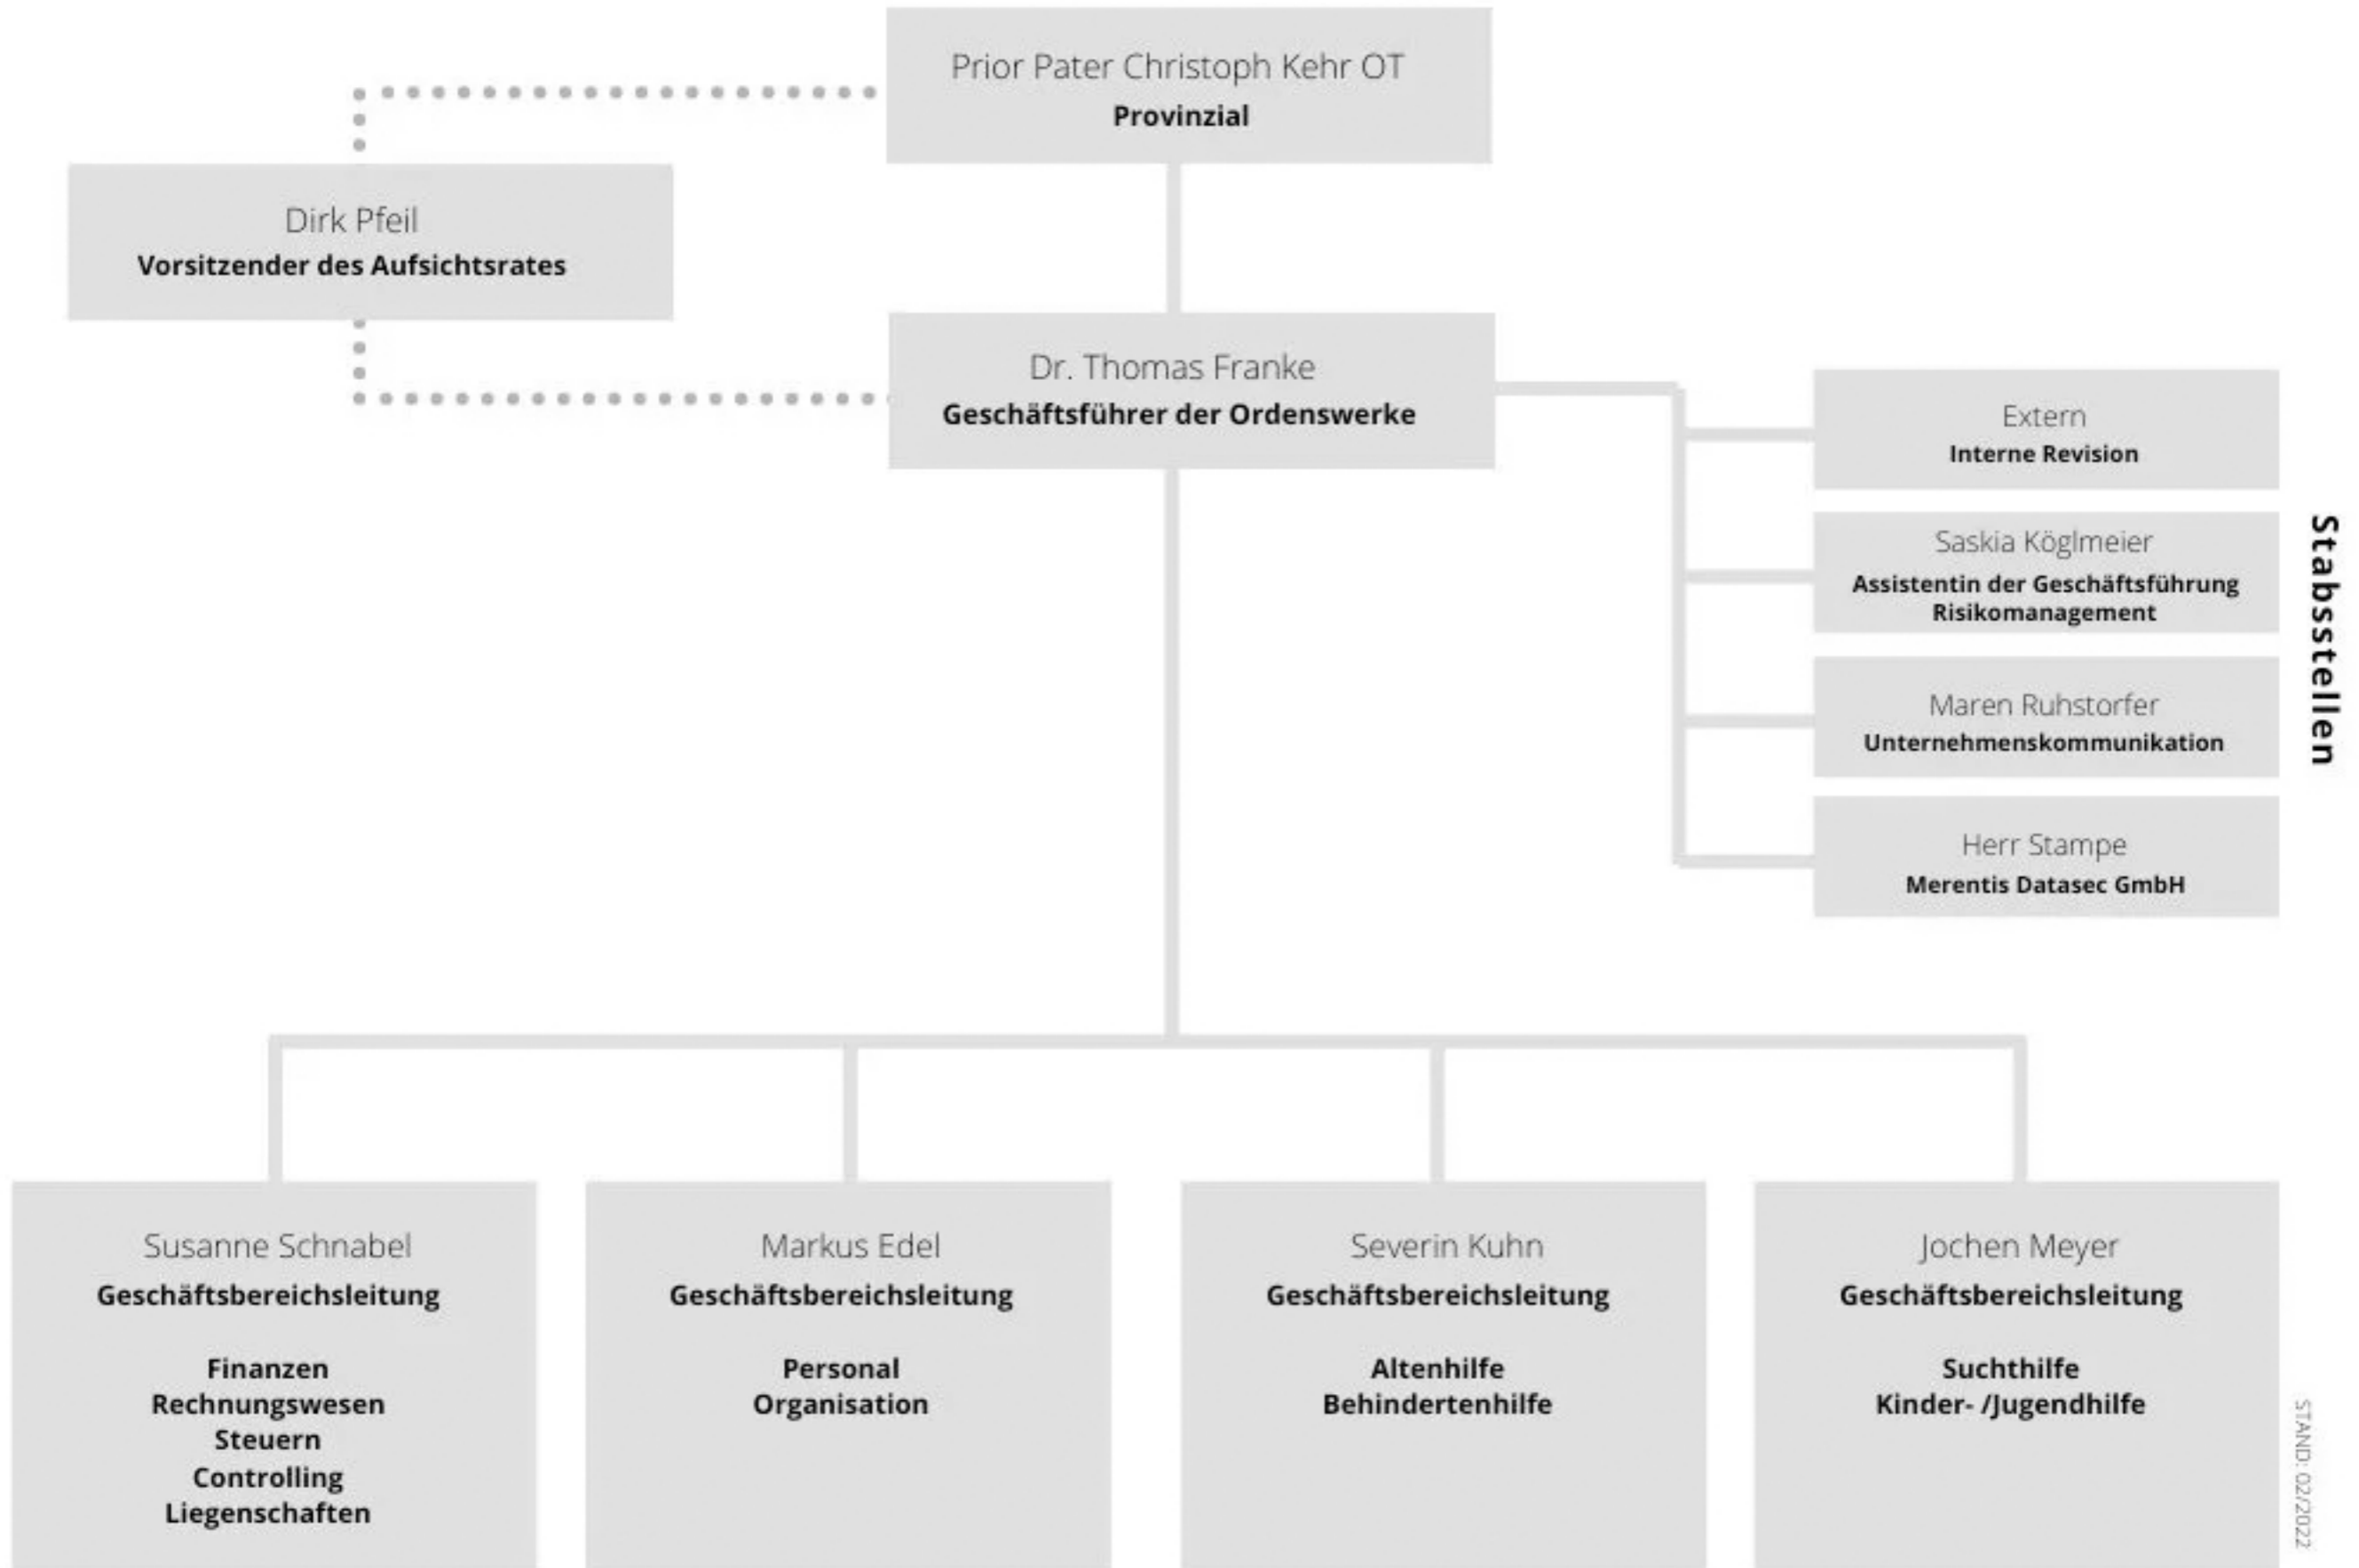 Prior Pater Christoph Kehr OT
Provinzial
Dirk Pfeil
Vorsitzender des Aufsichtsrates
Dr. Thomas Franke
Geschäftsführer der Ordenswerke
Extern
Interne Revision
Saskia Köglmeier
Assistentin der Geschäftsführung
Risikomanagement
Maren Ruhstorfer
Unternehmenskommunikation
Herr Stampe
Merentis Datasec GmbH
Stabsstellen
Susanne Schnabel
Geschäftsbereichsleitung
Finanzen
Rechnungswesen
Steuern
Controlling
Liegenschaften
Markus Edel
Geschäftsbereichsleitung
Personal
Organisation
Severin Kuhn
Geschäftsbereichsleitung
Altenhilfe
Behindertenhilfe
Jochen Meyer
Geschäftsbereichsleitung
Suchthilfe
Kinder- /Jugendhilfe
STAND: 02/2022